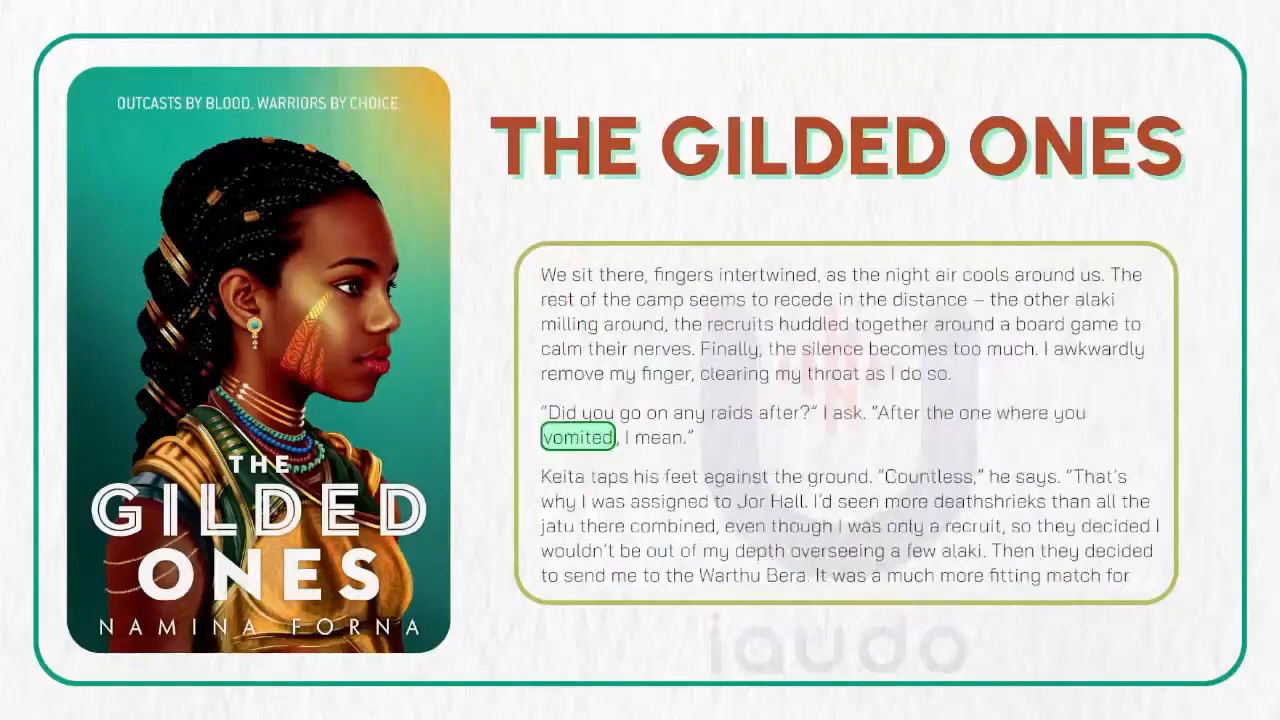 OUTCASTS BY BLOOD. WARRIORS BY CHOICE
THE
GILDED
ONES
NAMINA FORNA
THE GILDED ONES
We sit there, fingers intertwined, as the night air cools around us. The
rest of the camp seems to recede in the distance – the other alaki
milling around, the recruits huddled together around a board game to
calm their nerves. Finally, the silence becomes too much. I awkwardly
remove my finger, clearing my throat as I do so.
“Did you go on any raids after?” I ask. “After the one where you
vomited, I mean.”
Keita taps his feet against the ground. “Countless,” he says. “That’s
why I was assigned to Jor Hall. I’d seen more deathshrieks than all the
jatu there combined, even though I was only a recruit, so they decided I
wouldn’t be out of my depth overseeing a few alaki. Then they decided
to send me to the Warthu Bera. It was a much more fitting match for
iaudo